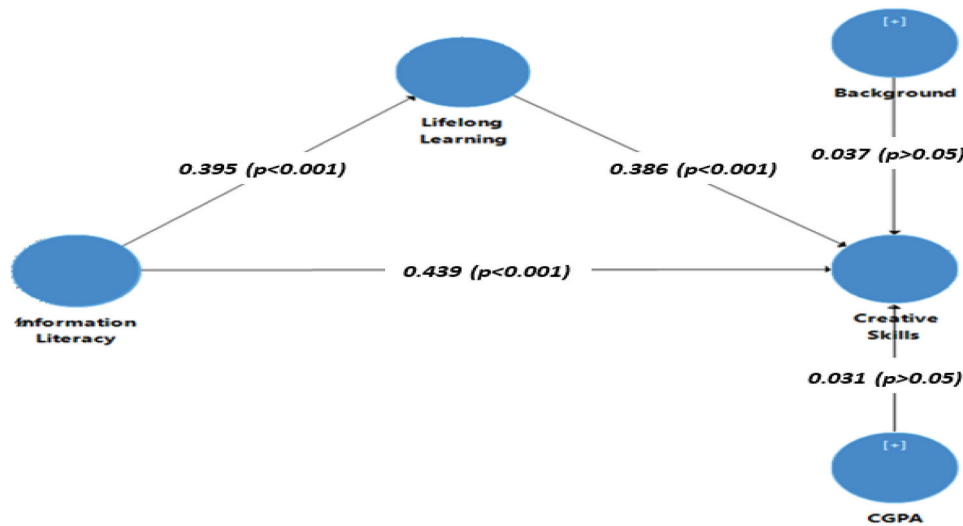 [+]
Background
Lifelong
Learning
0.395 (p<0.001)
0.386 (p<0.001)
0.037 (p>0.05)
0.439 (p<0.001)
Information
Literacy
Creative
Skills
0.031 (p>0.05)
[+]
CGPA